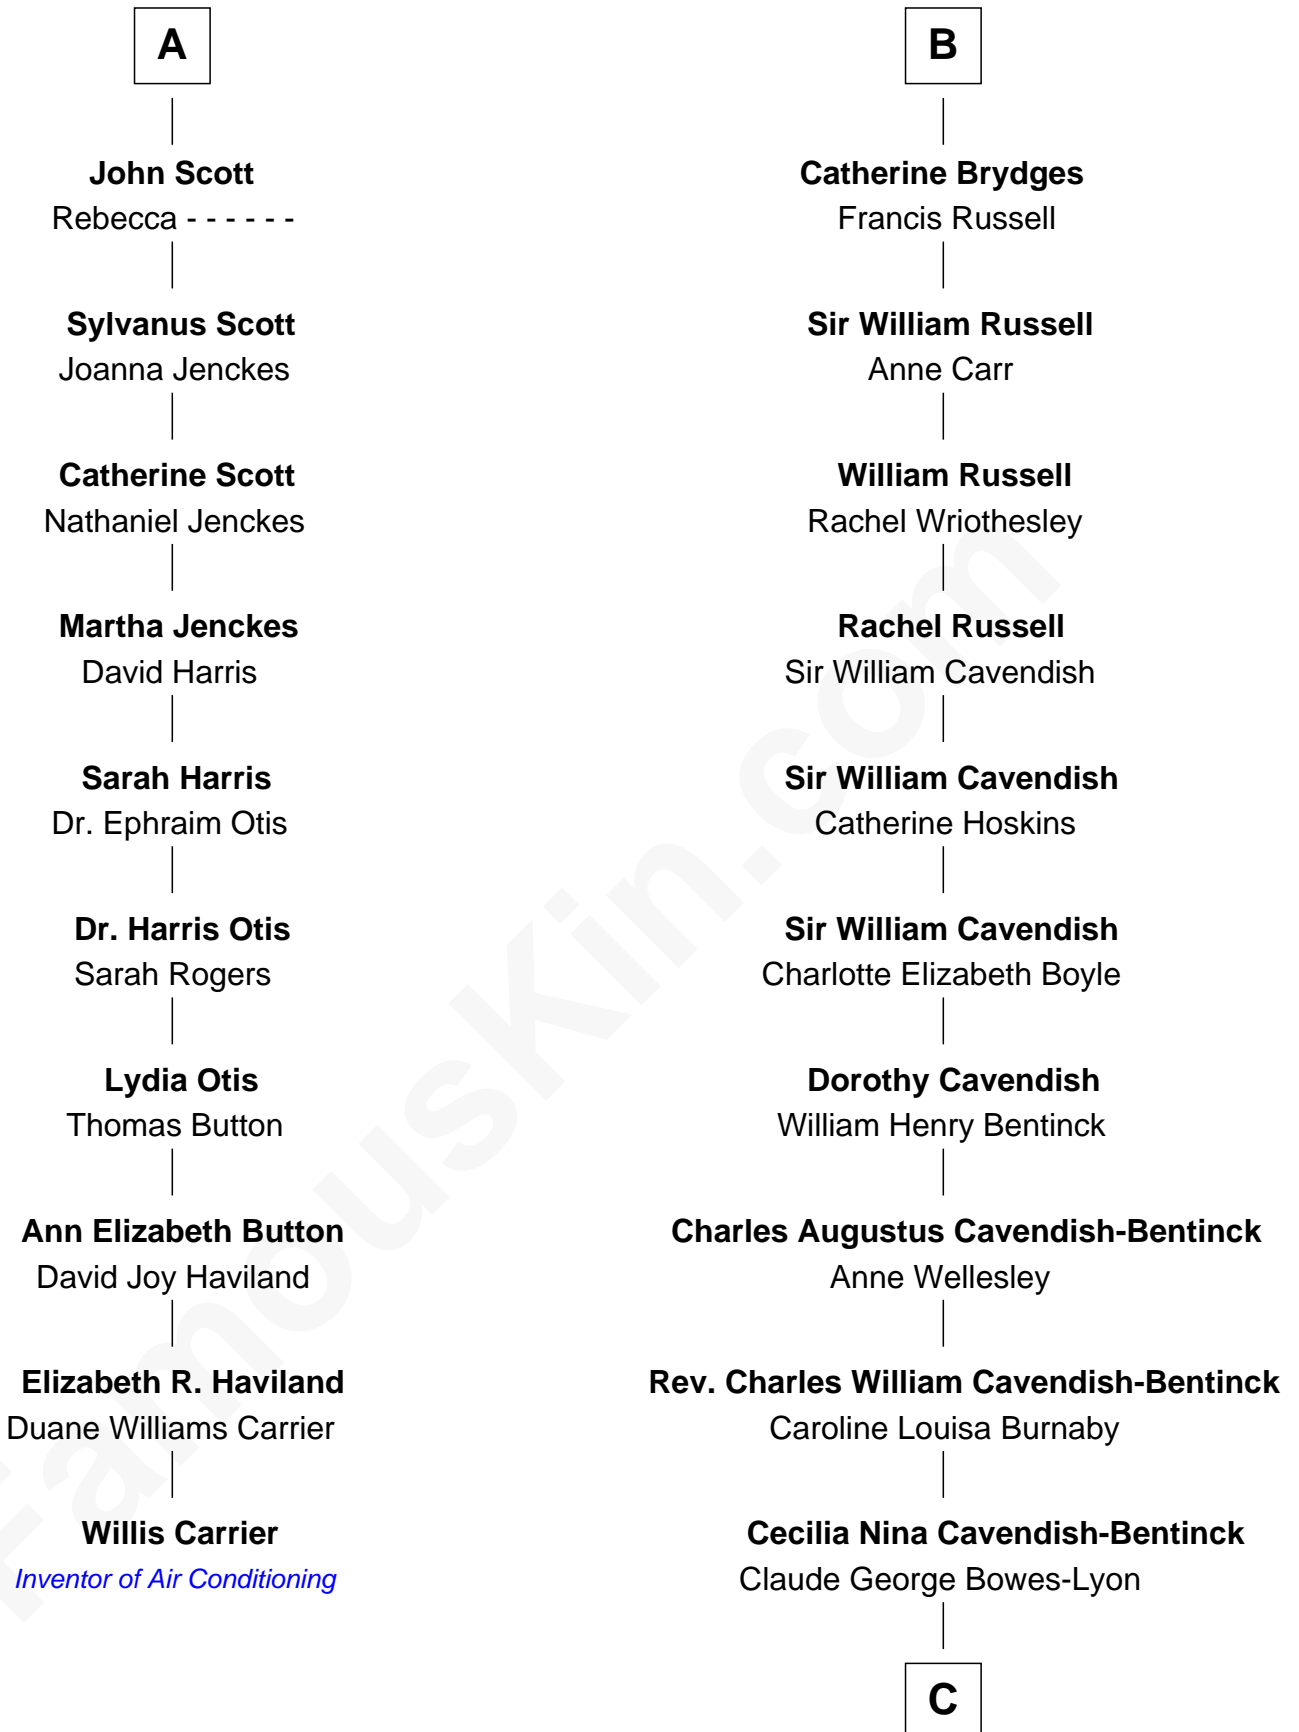 A
John Scott
Rebecca - - - - - -
Sylvanus Scott
Joanna Jenckes
Catherine Scott
Nathaniel Jenckes
Martha Jenckes
David Harris
Sarah Harris
Dr. Ephraim Otis
Dr. Harris Otis
Sarah Rogers
Lydia Otis
Thomas Button
Ann Elizabeth Button
David Joy Haviland
Elizabeth R. Haviland
Duane Williams Carrier
Willis Carrier
Inventor of Air Conditioning
B
Catherine Brydges
Francis Russell
Sir William Russell
Anne Carr
William Russell
Rachel Wriothesley
Rachel Russell
Sir William Cavendish
Sir William Cavendish
Catherine Hoskins
Sir William Cavendish
Charlotte Elizabeth Boyle
Dorothy Cavendish
William Henry Bentinck
Charles Augustus Cavendish-Bentinck
Anne Wellesley
Rev. Charles William Cavendish-Bentinck
Caroline Louisa Burnaby
Cecilia Nina Cavendish-Bentinck
Claude George Bowes-Lyon
C
FamousKin.com